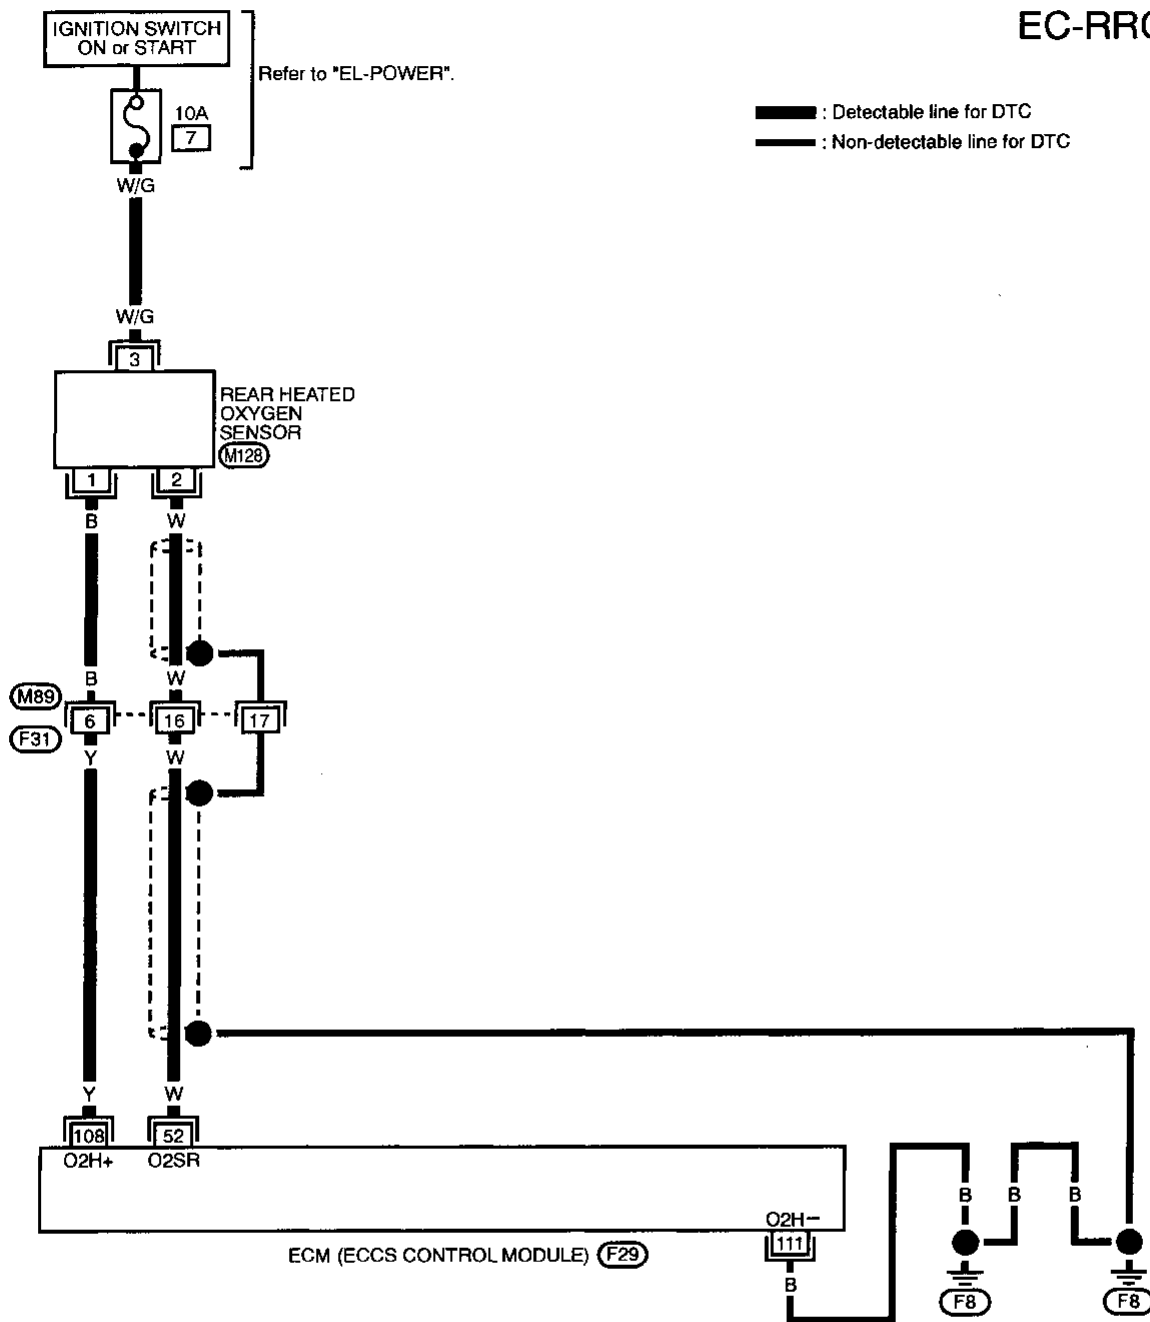 EC-RR
IGNITION SWITCH
ON or START
Refer to "EL-POWER".
10A
7
: Detectable line for DTC
: Non-detectable line for DTC
W/G
W/G
3
REAR HEATED
OXYGEN
SENSOR
M128
1
2
B
W
B
W
M89
6
16
17
F31
Y
W
Y
W
108
52
O2H+
O2SR
O2H-
111
ECM (ECCS CONTROL MODULE) F29
B
B
B
B
F8
F8